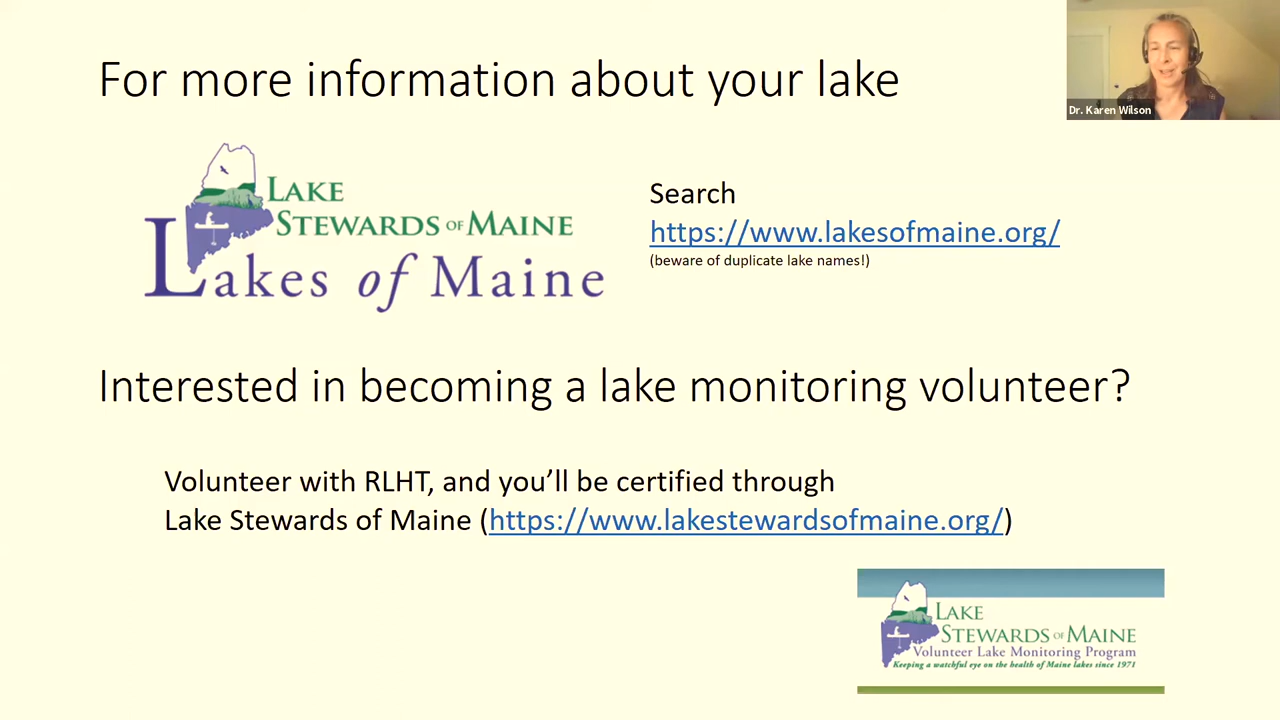 For more information about your lake
Dr. Karen Wilson
LAKE
STEWARDS OF MAINE
Lakes of Maine
Search
https://www.lakesofmaine.org/
(beware of duplicate lake names!)
Interested in becoming a lake monitoring volunteer?
Volunteer with RLHT, and you’ll be certified through
Lake Stewards of Maine (https://www.lakestewardsofmaine.org/)
LAKE
STEWARDS OF MAINE
Volunteer Lake Monitoring Program
Keeping a watchful eye on the health of Maine lakes since 1971